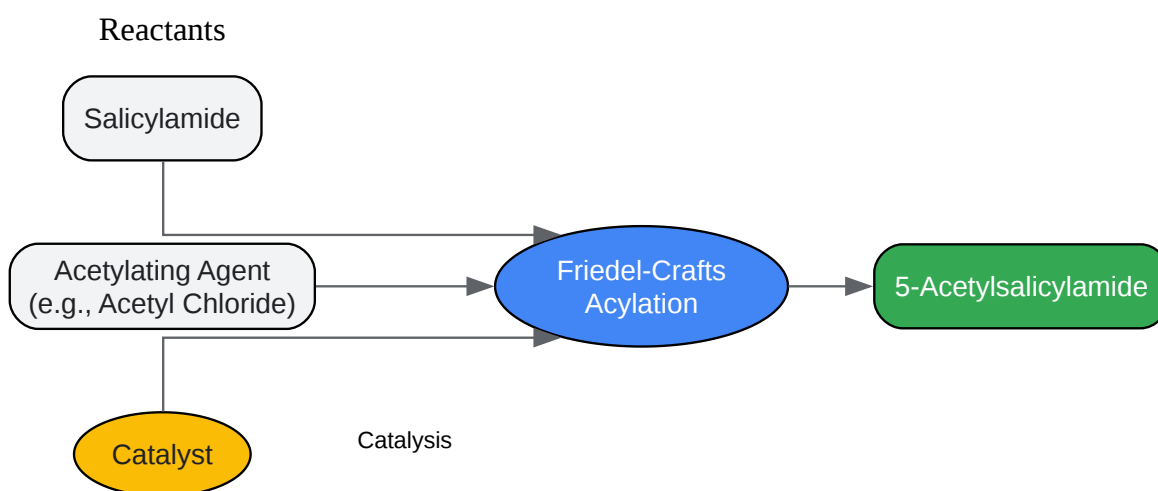 Reactants
Salicylamide
Acetylating Agent
(e.g., Acetyl Chloride)
Friedel-Crafts
Acylation
5-Acetylsalicylamide
Catalyst
Catalysis